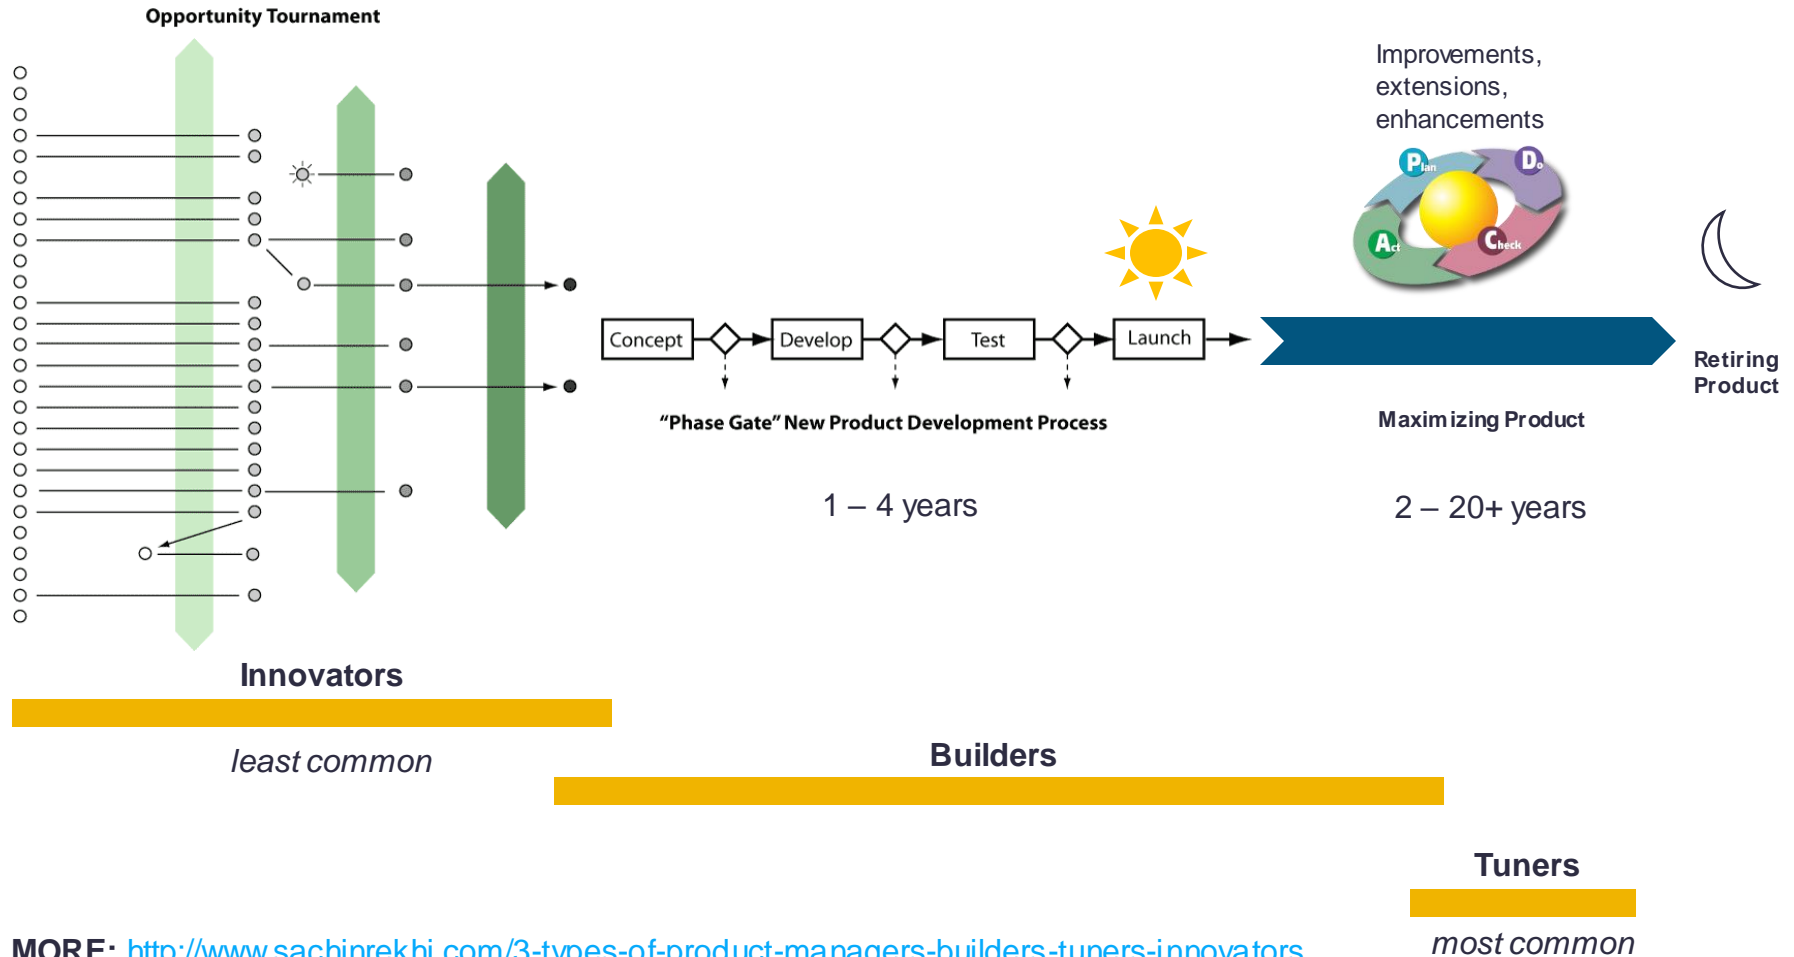 Opportunity Tournament
Improvements,
extensions,
enhancements
Plan
Do
Act
Check
Concept
Develop
Test
Launch
Retiring
Product
"Phase Gate" New Product Development Process
Maximizing Product
1 – 4 years
2 – 20+ years
Innovators
least common
Builders
Tuners
most common
MORE: http://www.sachinrekhi.com/3-types-of-product-managers-builders-tuners-innovators